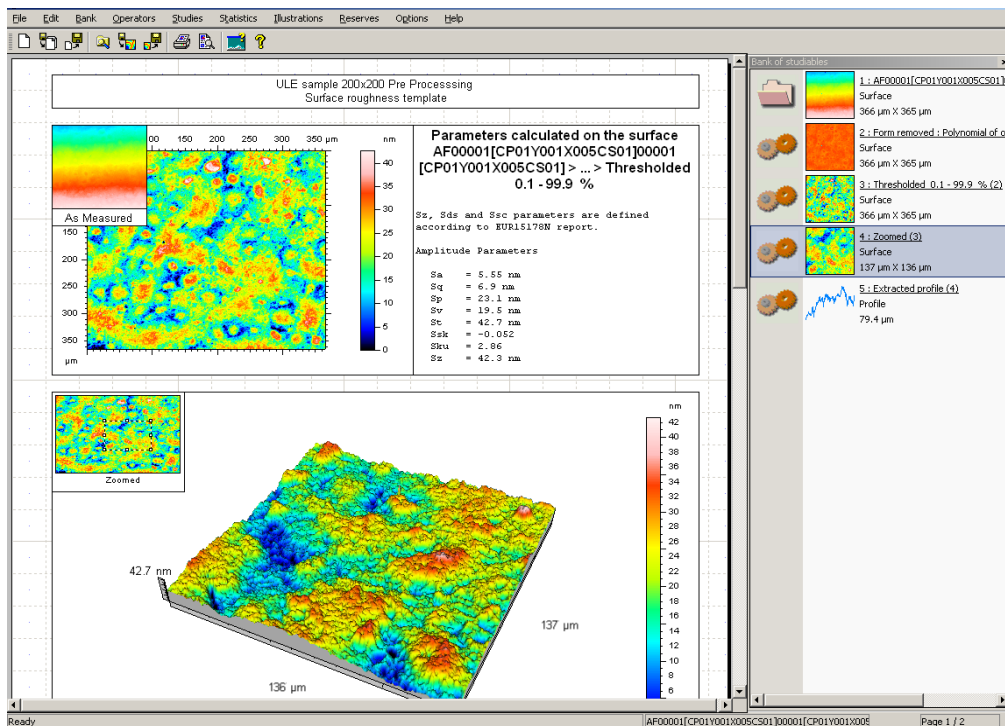 File Edit Bank Operators Studies Statistics Illustrations Reserves Options Help
ULE sample 200x200 Pre Processsing
Surface roughness template
As Measured
00 150 200 250 300 350 µm
150
200
250
300
350
µm
nm
40
35
30
25
20
15
10
5
0
Parameters calculated on the surface
AF00001[CP01Y001X005CS01]00001
[CP01Y001X005CS01] > ... > Thresholded
0.1 - 99.9 %
Sz, Sds and Ssc parameters are defined
according to EUR15178N report.
Amplitude Parameters
Sa = 5.55 nm
Sq = 6.9 nm
Sp = 23.1 nm
Sv = 19.5 nm
St = 42.7 nm
Ssk = -0.052
Sku = 2.86
Sz = 42.3 nm
Zoomed
42.7 nm
136 µm
137 µm
nm
42
40
38
36
34
32
30
28
26
24
22
20
18
16
14
12
10
8
6
Bank of studiables
1 : AF00001[CP01Y001X005CS01]
Surface
366 µm X 365 µm
2 : Form removed : Polynomial of o
Surface
366 µm X 365 µm
3 : Thresholded 0.1 - 99.9 % (2)
Surface
366 µm X 365 µm
4 : Zoomed (3)
Surface
137 µm X 136 µm
5 : Extracted profile (4)
Profile
79.4 µm
Ready
AF00001[CP01Y001X005CS01]00001[CP01Y001X005
Page 1 / 2